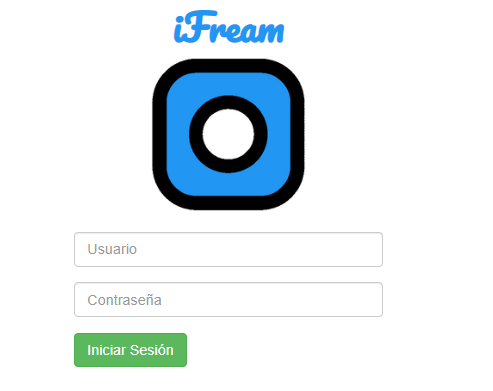 iFream
Usuario
Contraseña
Iniciar Sesión